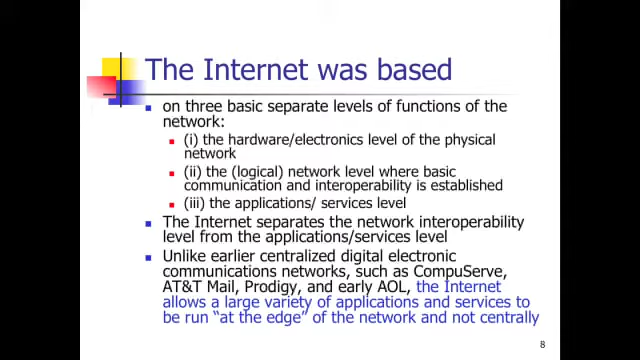 The Internet was based
on three basic separate levels of functions of the
network:
(i) the hardware/electronics level of the physical
network
(ii) the (logical) network level where basic
communication and interoperability is established
(iii) the applications/ services level
The Internet separates the network interoperability
level from the applications/services level
Unlike earlier centralized digital electronic
communications networks, such as CompuServe,
AT&T Mail, Prodigy, and early AOL, the Internet
allows a large variety of applications and services to
be run "at the edge" of the network and not centrally
8